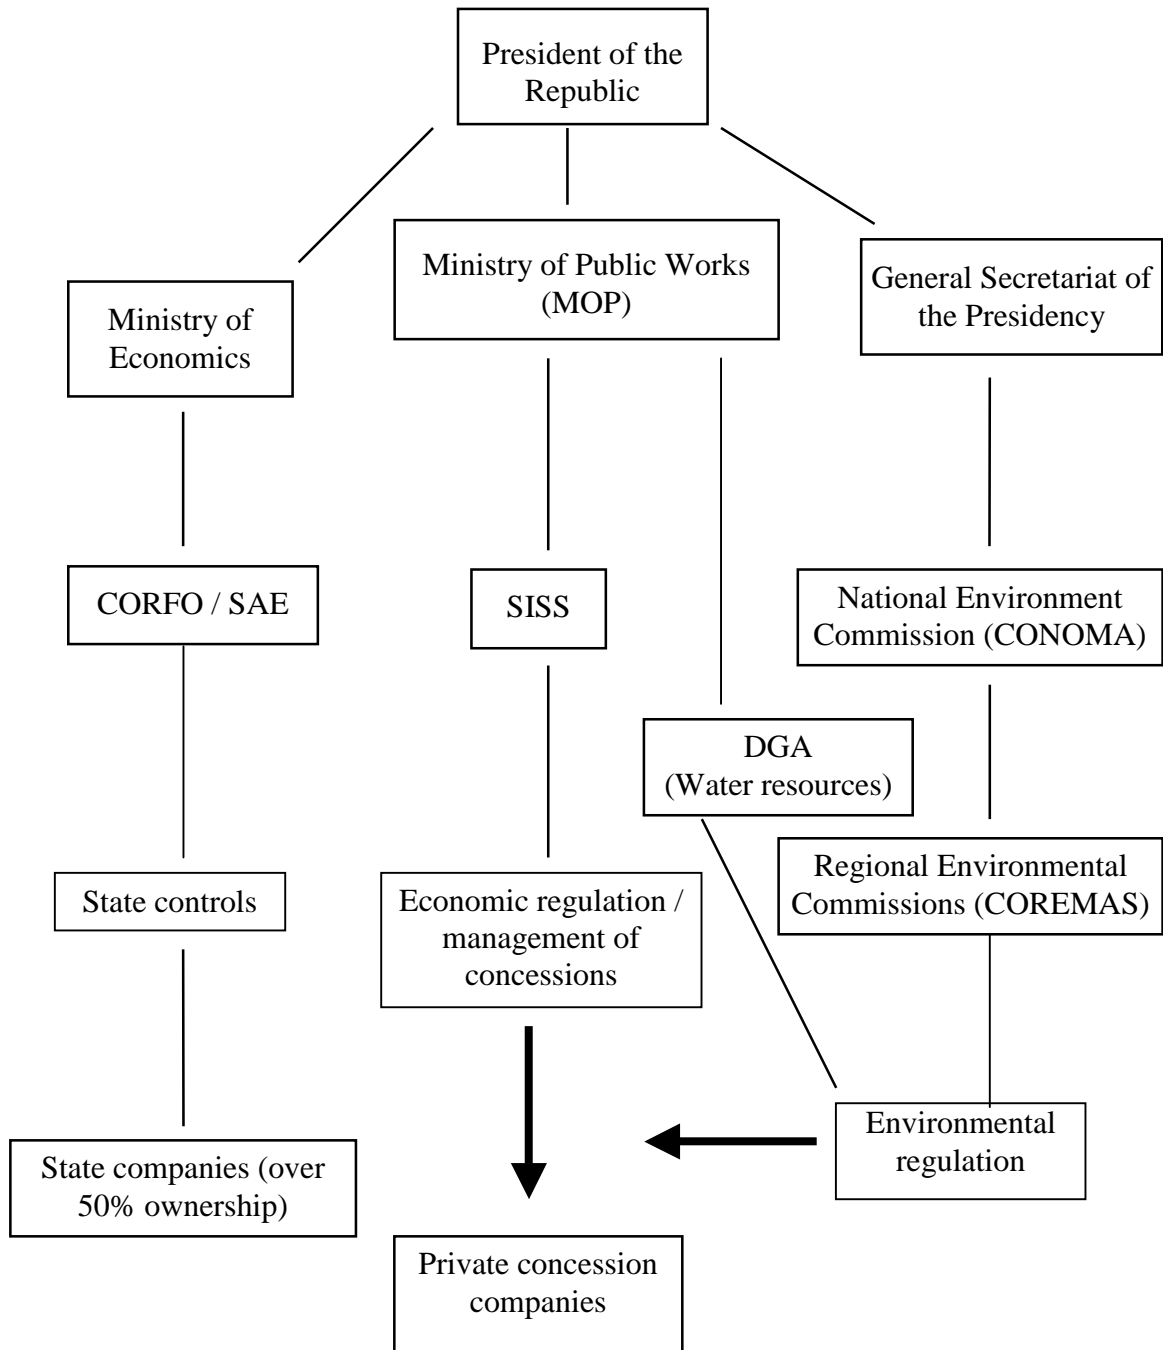 President of the
Republic
Ministry of Public Works
(MOP)
General Secretariat of
the Presidency
Ministry of
Economics
CORFO / SAE
SISS
National Environment
Commission (CONOMA)
DGA
(Water resources)
Regional Environmental
Commissions (COREMAS)
State controls
Economic regulation /
management of
concessions
Environmental
regulation
State companies (over
50% ownership)
Private concession
companies